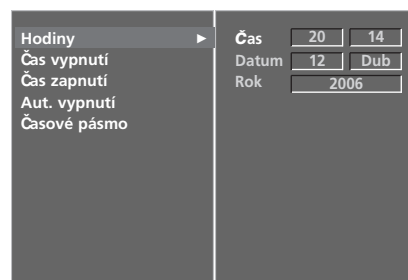 Hodiny ►
Čas vypnutí
Čas zapnutí
Aut. vypnutí
Časové pásmo
Čas 20 14
Datum 12 Dub
Rok 2006